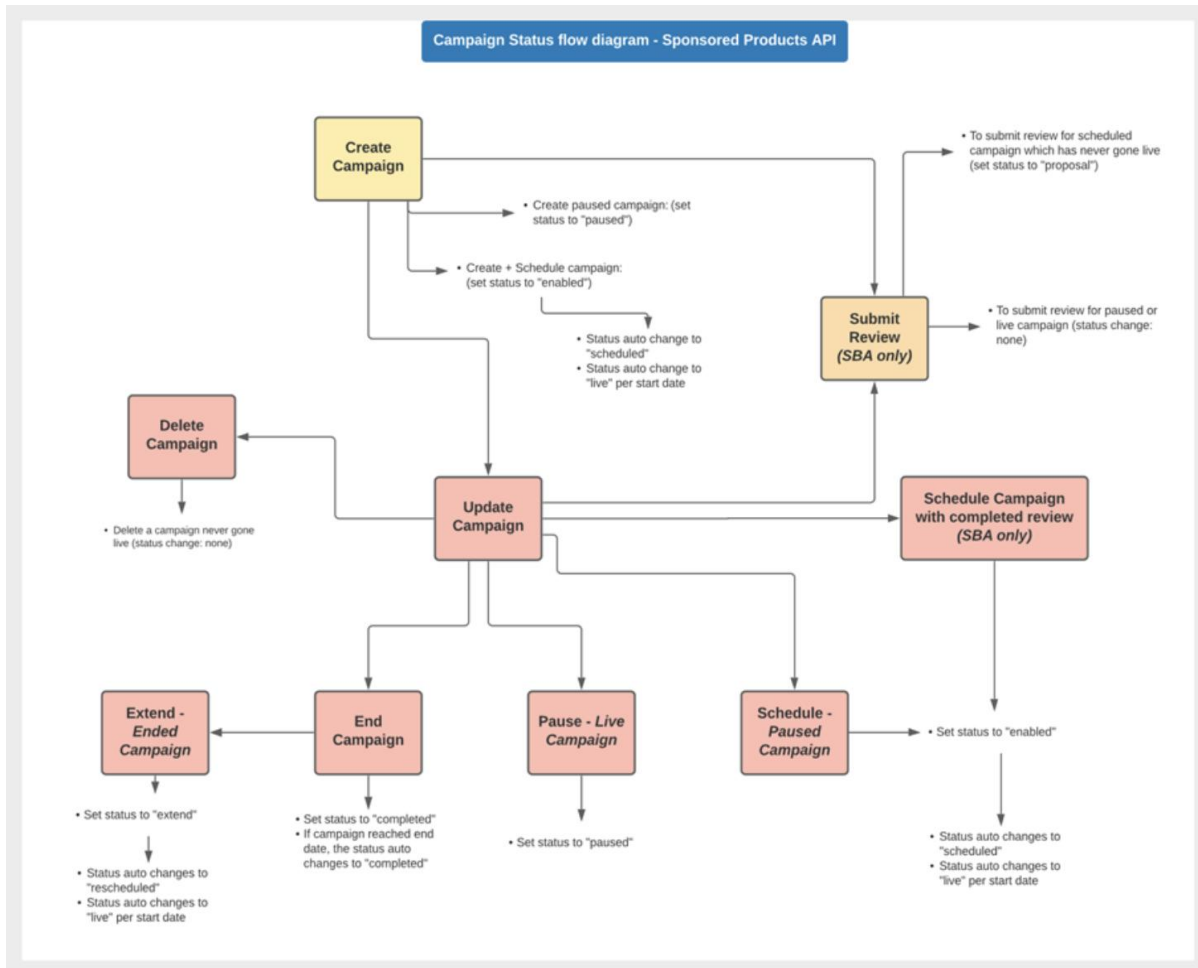 Campaign Status flow diagram - Sponsored Products API
Create
Campaign
• To submit review for scheduled
campaign which has never gone live
(set status to "proposal")
• Create paused campaign: (set
status to "paused")
• Create + Schedule campaign:
(set status to "enabled")
• Status auto change to
"scheduled"
• Status auto change to
"live" per start date
Submit
Review
(SBA only)
• To submit review for paused or
live campaign (status change:
none)
Delete
Campaign
• Delete a campaign never gone
live (status change: none)
Update
Campaign
Schedule Campaign
with completed review
(SBA only)
Extend -
Ended
Campaign
End
Campaign
Pause - Live
Campaign
Schedule -
Paused
Campaign
• Set status to "enabled"
• Set status to "extend"
• Status auto changes to
"rescheduled"
• Status auto changes to
"live" per start date
• Set status to "completed"
• If campaign reached end
date, the status auto
changes to "completed"
• Set status to "paused"
• Status auto changes to
"scheduled"
• Status auto changes to
"live" per start date